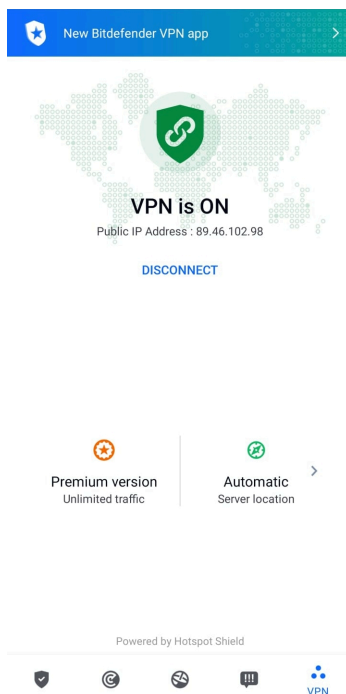 New Bitdefender VPN app
VPN is ON
Public IP Address : 89.46.102.98
DISCONNECT
Premium version
Unlimited traffic
Automatic
Server location
Powered by Hotspot Shield
VPN